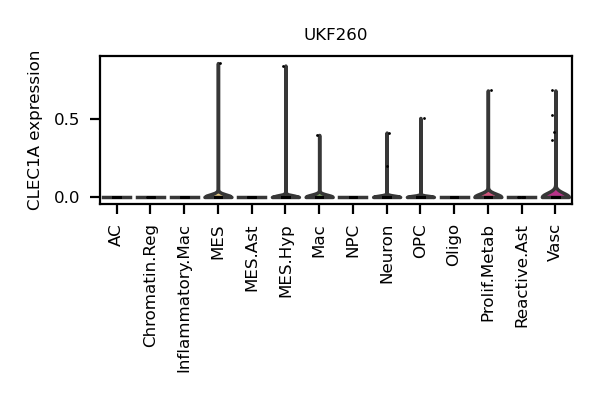 UKF260
CLEC1A expression
0.5
0.0
AC
Chromatin.Reg
Inflammatory.Mac
MES
MES.Ast
MES.Hyp
Mac
NPC
Neuron
OPC
Oligo
Prolif.Metab
Reactive.Ast
Vasc